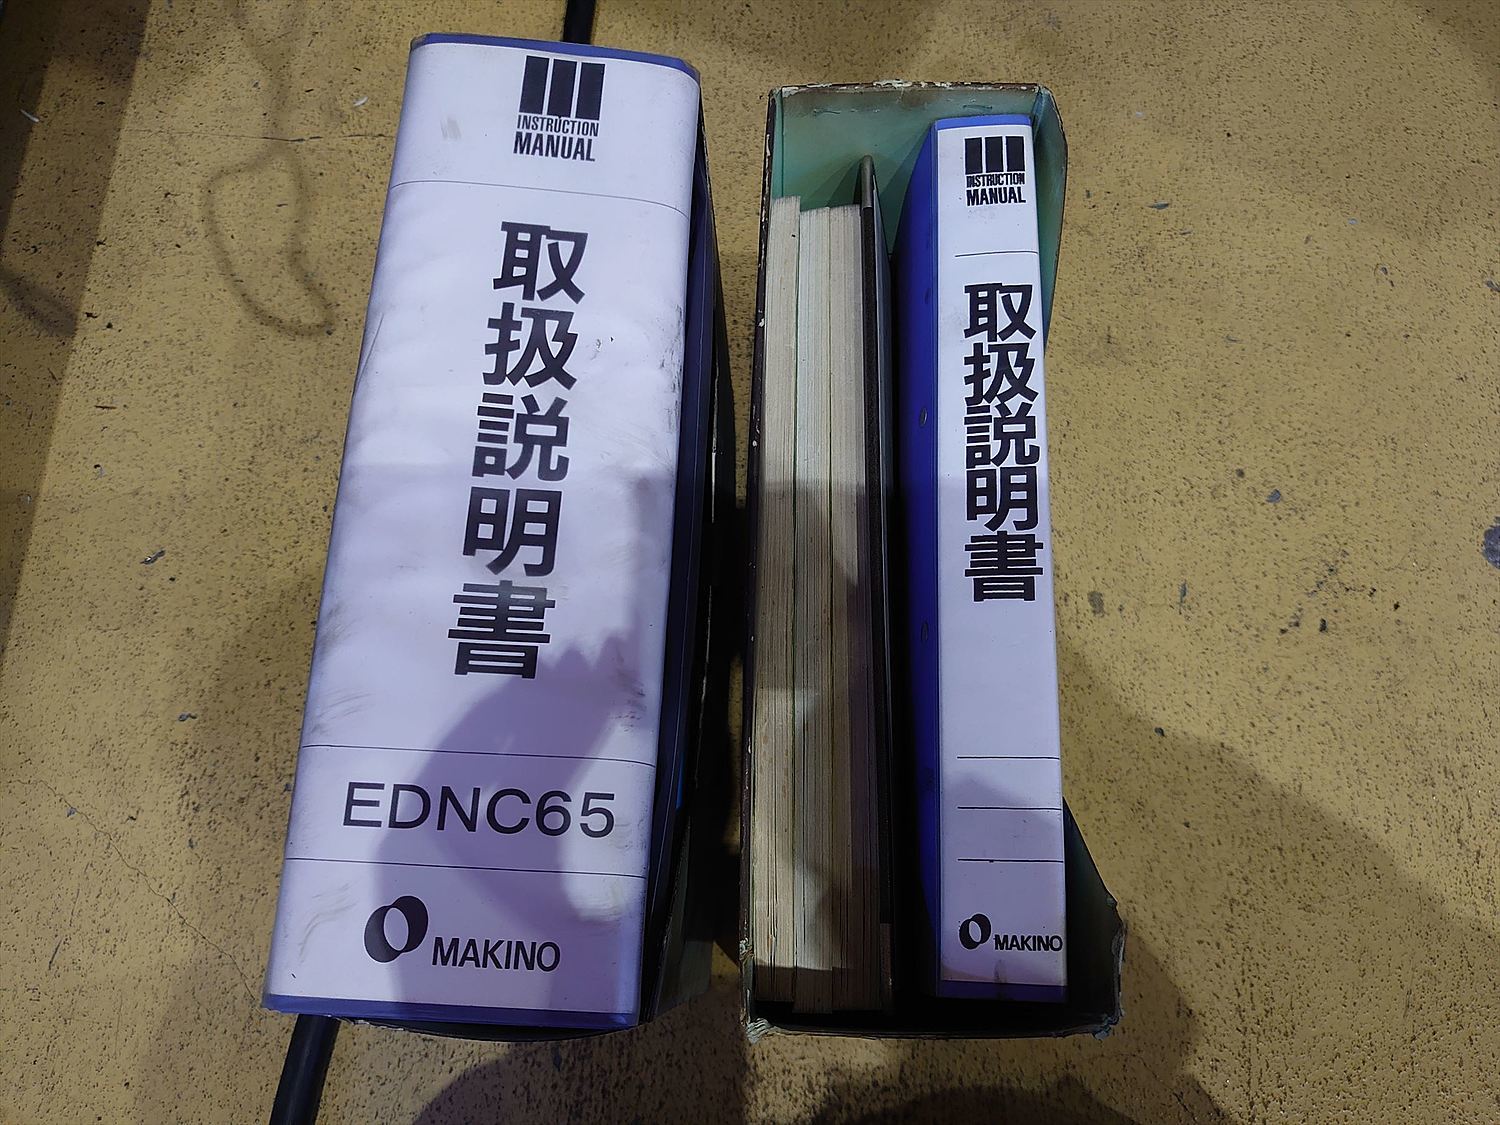 INSTRUCTION
MANUAL
取扱説明書
EDNC65
MAKINO
INSTRUCTION
MANUAL
取扱説明書
MAKINO